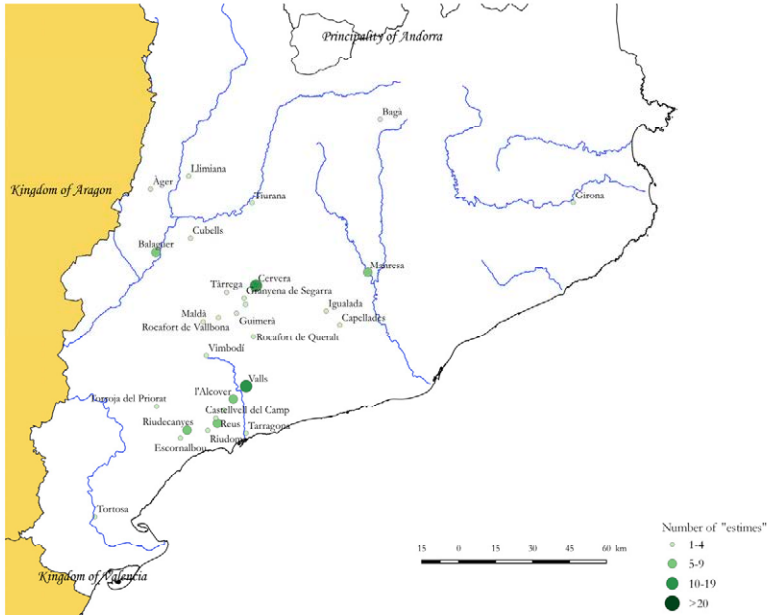 Principality of Andorra
Bagà
Llimiana
Àger
Kingdom of Aragon
Tiurana
Girona
Cubells
Balaguer
Manresa
Cervera
Tàrrega
Granyena de Segarra
Igualada
Maldà
Guimerà
Capellades
Rocafort de Vallbona
Rocafort de Queralt
Vimbodí
Valls
l'Alcover
Torroja del Priorat
Castellvell del Camp
Riudecanyes
Reus
Tarragona
Riudoms
Escornalbou
Tortosa
Number of "estimes"
1-4
15 0 15 30 45 60 km
5-9
Kingdom of Valencia
10-19
>20